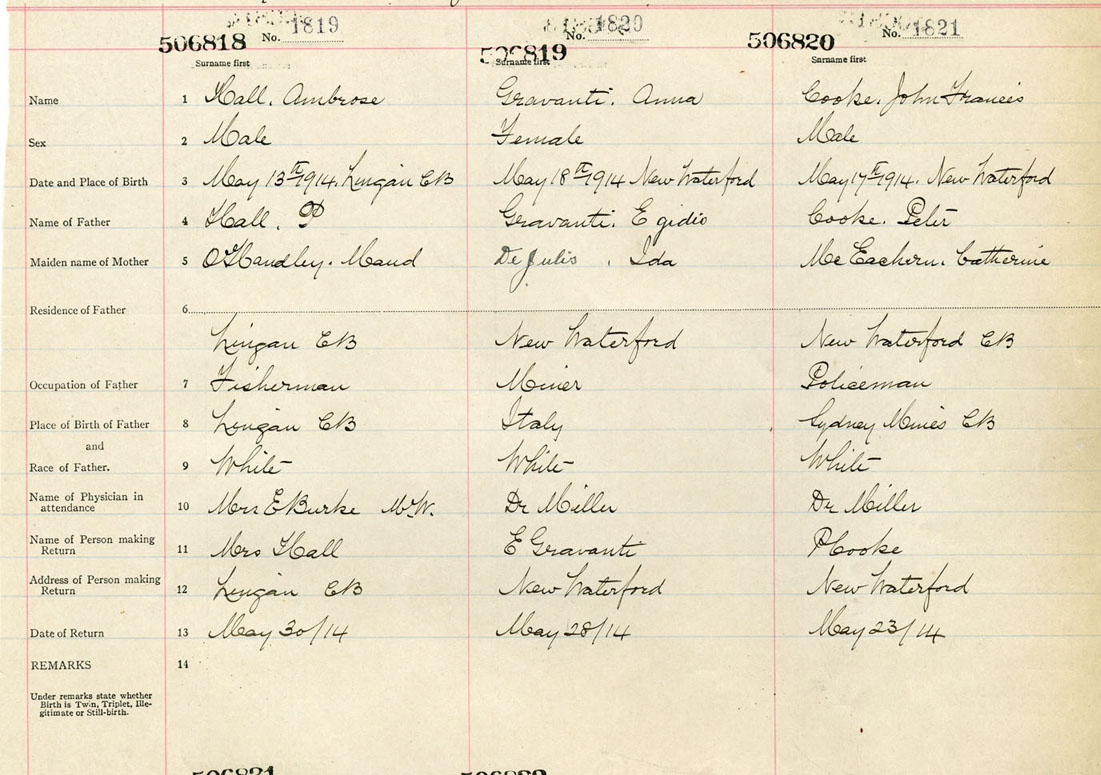 No. 1819 No. 1820 No. 1821
506818 506819 506820
Surname first Surname first Surname first
Name 1 Hall, Ambrose Gravanti. Anna Cooke. John Francis
Sex 2 Male Female Male
Date and Place of Birth 3 May 13th 1914. Lingan CB May 18th 1914 New Waterford May 17th 1914. New Waterford
Name of Father 4 Hall. P Gravanti. Egidio Cooke. Peter
Maiden name of Mother 5 O'Handley. Maud De Julis . Ida Mc Eachern. Catherine
Residence of Father 6
Lingan CB New Waterford New Waterford CB
Occupation of Father 7 Fisherman Miner Policeman
Place of Birth of Father 8 Lingan CB Italy Sydney Mines CB
and
Race of Father. 9 White White White
Name of Physician in
attendance 10 Mrs E Burke M.W. Dr Miller Dr Miller
Name of Person making
Return 11 Mrs Hall E Gravanti P Cooke
Address of Person making
Return 12 Lingan CB New Waterford New Waterford
Date of Return 13 May 30/14 May 28/14 May 23/14
REMARKS 14
Under remarks state whether
Birth is Twin, Triplet, Ille-
gitimate or Still-birth.
506821